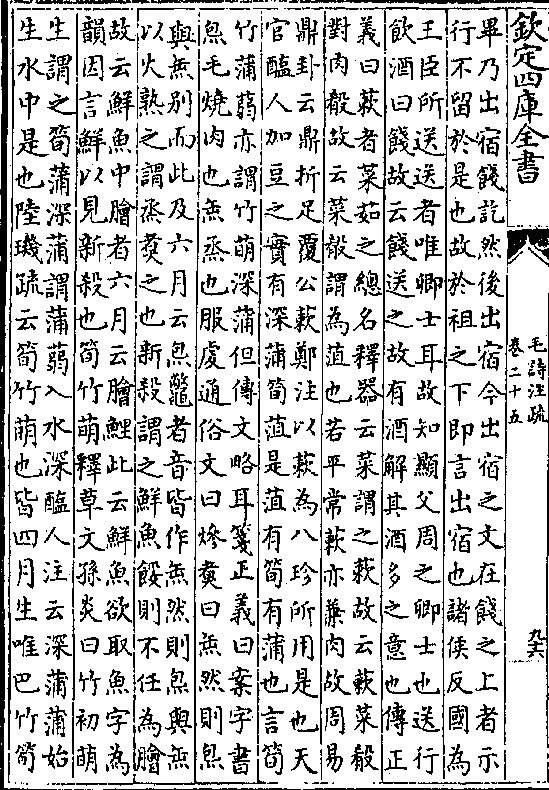 欽定四庫全書
毛詩注疏
卷二十五
九六
畢乃出宿餞訖然後出宿今出宿之文在餞之上者示
行不留於是也故於祖之下即言出宿也諸侯反國為
王臣所送送者唯卿士耳故知顯父周之卿士也送行
飲酒曰餞故云餞送之故有酒解其酒多之意也傳正
義曰蔌者菜茹之總名釋器云菜謂之蔌故云蔌菜殽
對肉殽故云菜殽謂為菹也若平常蔌亦兼肉故周易
鼎卦云鼎折足覆公蔌鄭注以蔌為八珍所用是也天
官醢人加豆之實有深蒲筍菹是菹有筍有蒲也言筍
竹蒲蒻亦謂竹萌深蒲但傳文略耳箋正義曰案字書
炰毛燒肉也缹烝也服虔通俗文曰㷅煑曰缹然則炰
與缹别而此及六月云炰鼈者音皆作缹然則炰與缹
以火熟之謂烝煑之也新殺謂之鮮魚餒則不任為膾
故云鮮魚中膾者六月云膾鯉此云鮮魚欲取魚字為
韻因言鮮以見新殺也筍竹萌釋草文孫炎曰竹初萌
生謂之筍蒲深蒲謂蒲蒻入水深醢人注云深蒲蒲始
生水中是也陸璣疏云筍竹萌也皆四月生唯巴竹筍